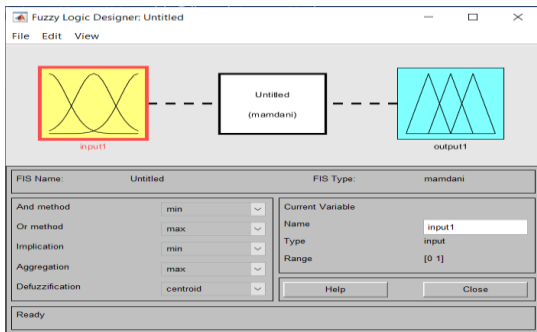 Fuzzy Logic Designer: Untitled
File Edit View
Untitled
(mamdani)
input1
output1
FIS Name: Untitled FIS Type: mamdani
And method min
Or method max
Implication min
Aggregation max
Defuzzification centroid
Current Variable
Name input1
Type input
Range [0 1]
Help Close
Ready